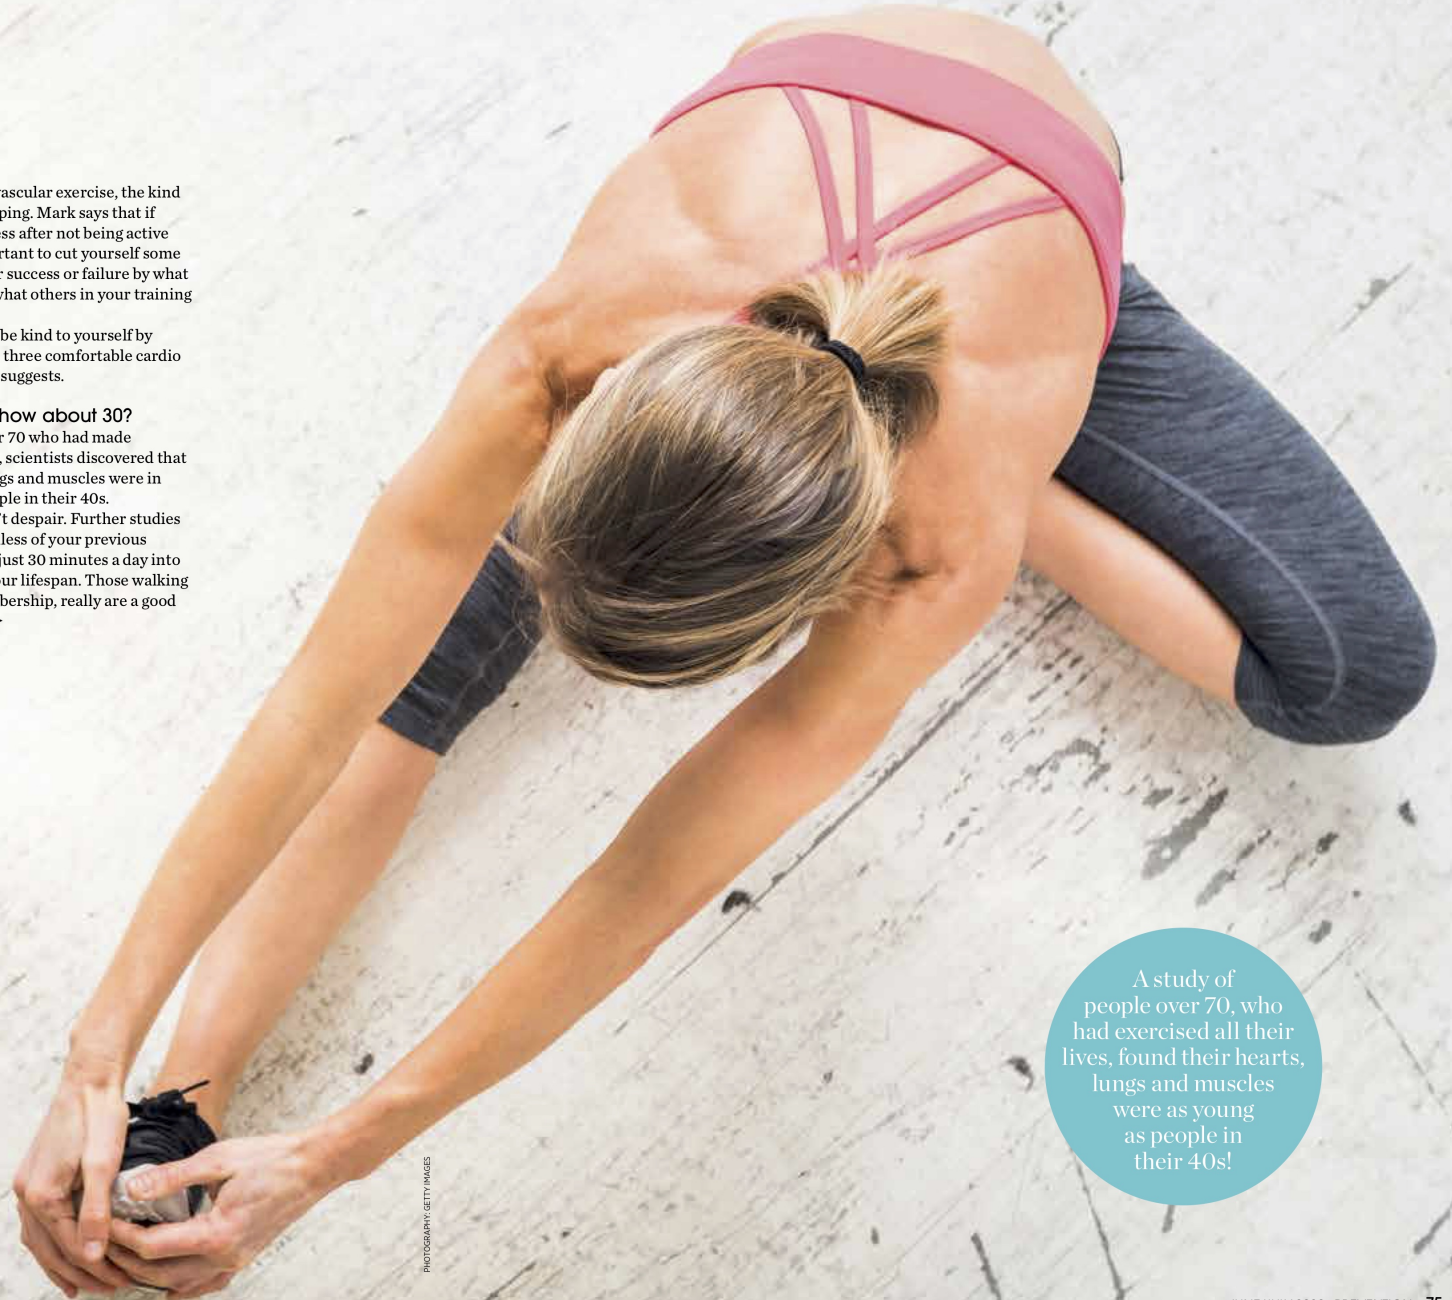 vascular exercise, the kind
ping. Mark says that if
ss after not being active
rtant to cut yourself some
r success or failure by what
what others in your training
be kind to yourself by
three comfortable cardio
suggests.
how about 30?
r 70 who had made
, scientists discovered that
gs and muscles were in
ple in their 40s.
't despair. Further studies
less of your previous
just 30 minutes a day into
ur lifespan. Those walking
bership, really are a good
A study of
people over 70, who
had exercised all their
lives, found their hearts,
lungs and muscles
were as young
as people in
their 40s!
PHOTOGRAPHY: GETTY IMAGES